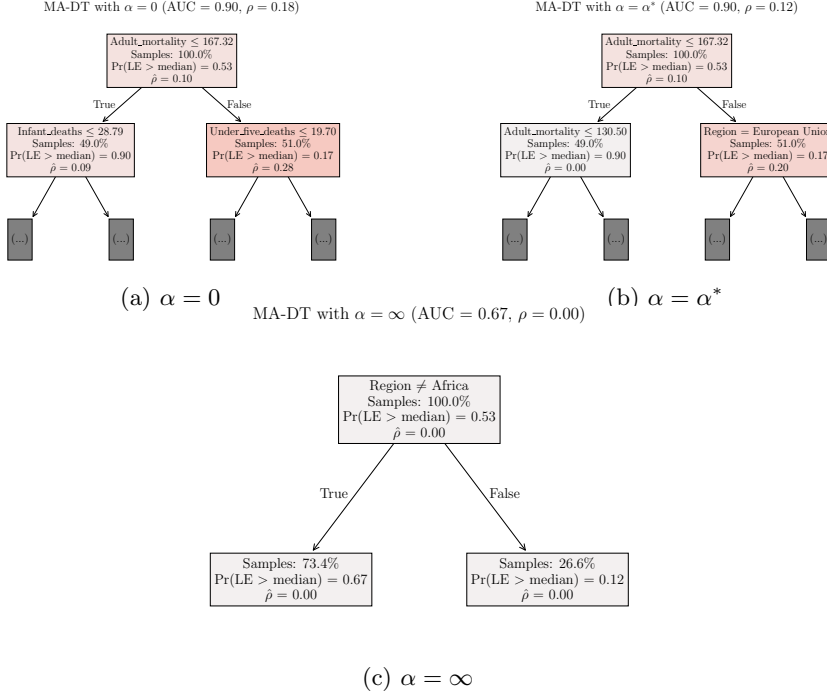 MA-DT with α = 0 (AUC = 0.90, ρ = 0.18)
Adult_mortality ≤ 167.32
Samples: 100.0%
Pr(LE > median) = 0.53
ρ̂ = 0.10
True
False
Infant_deaths ≤ 28.79
Samples: 49.0%
Pr(LE > median) = 0.90
ρ̂ = 0.09
Under_five_deaths ≤ 19.70
Samples: 51.0%
Pr(LE > median) = 0.17
ρ̂ = 0.28
(...)
(...)
(...)
(...)
(a) α = 0
MA-DT with α = α* (AUC = 0.90, ρ = 0.12)
Adult_mortality ≤ 167.32
Samples: 100.0%
Pr(LE > median) = 0.53
ρ̂ = 0.10
True
False
Adult_mortality ≤ 130.50
Samples: 49.0%
Pr(LE > median) = 0.90
ρ̂ = 0.00
Region = European Union
Samples: 51.0%
Pr(LE > median) = 0.17
ρ̂ = 0.20
(...)
(...)
(...)
(...)
(b) α = α*
MA-DT with α = ∞ (AUC = 0.67, ρ = 0.00)
Region ≠ Africa
Samples: 100.0%
Pr(LE > median) = 0.53
ρ̂ = 0.00
True
False
Samples: 73.4%
Pr(LE > median) = 0.67
ρ̂ = 0.00
Samples: 26.6%
Pr(LE > median) = 0.12
ρ̂ = 0.00
(c) α = ∞